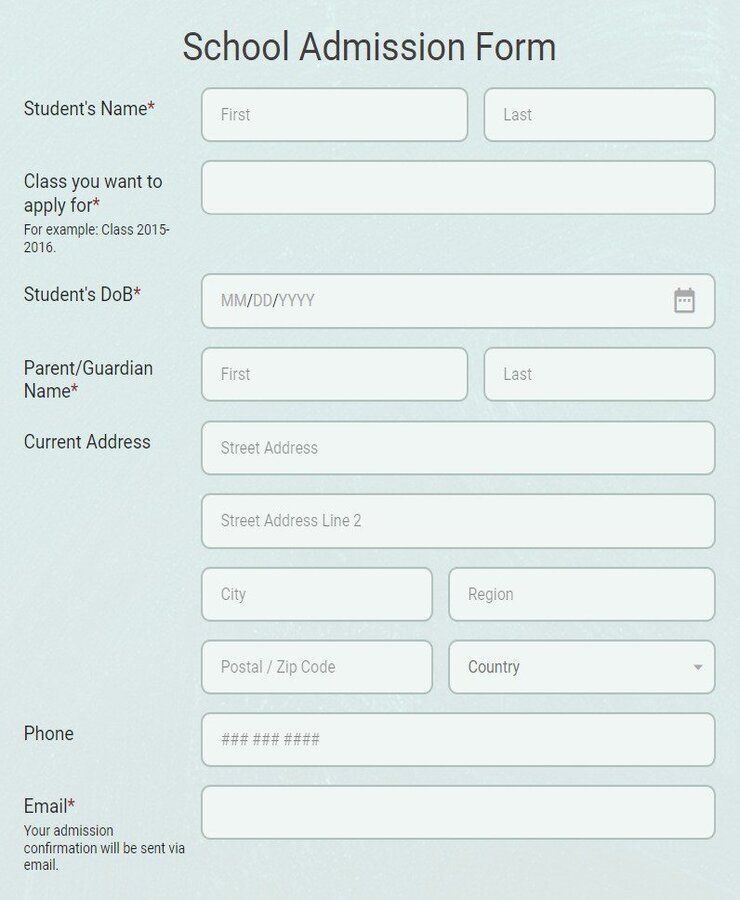 School Admission Form
Student's Name*
First
Last
Class you want to
apply for*
For example: Class 2015-
2016.
Student's DoB*
MM/DD/YYYY
Parent/Guardian
Name*
First
Last
Current Address
Street Address
Street Address Line 2
City
Region
Postal / Zip Code
Country
Phone
### ### ####
Email*
Your admission
confirmation will be sent via
email.